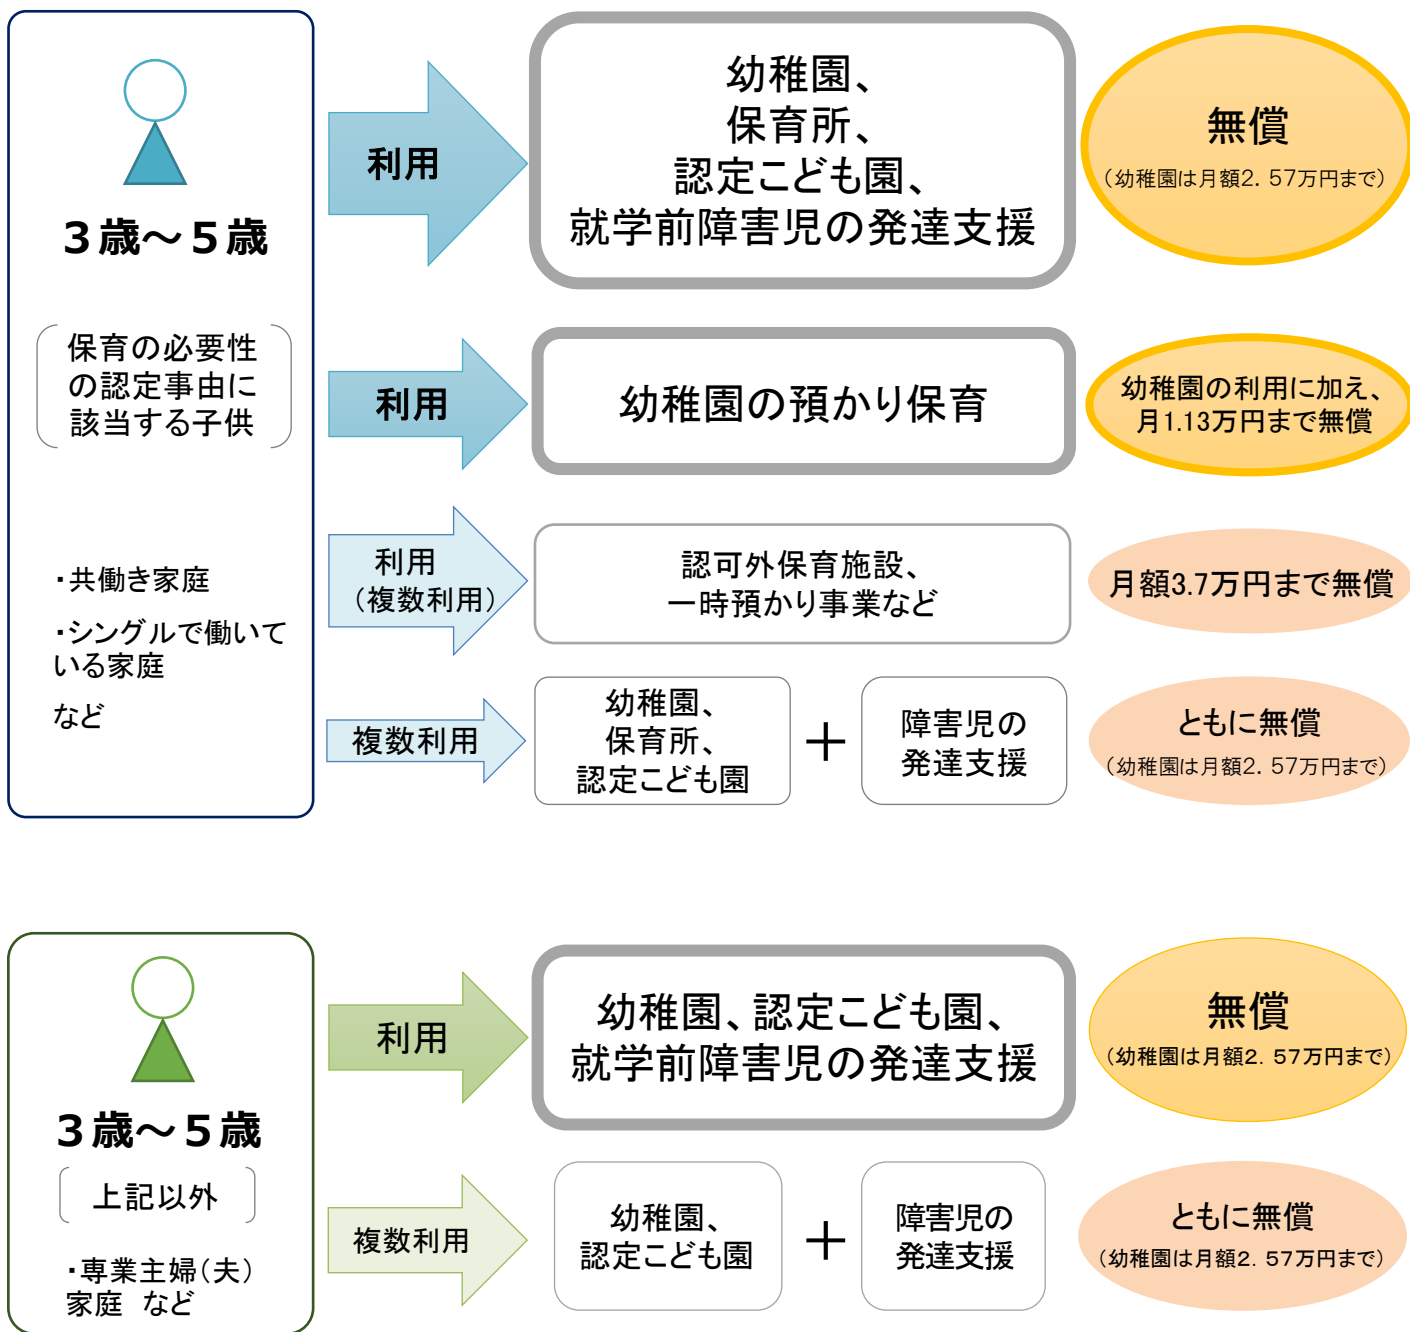 ３歳～５歳
保育の必要性
の認定事由に
該当する子供
・共働き家庭
・シングルで働いて
いる家庭
など
利用
幼稚園、
保育所、
認定こども園、
就学前障害児の発達支援
無償
（幼稚園は月額2．57万円まで）
利用
幼稚園の預かり保育
幼稚園の利用に加え、
月1.13万円まで無償
利用
（複数利用）
認可外保育施設、
一時預かり事業など
月額3.7万円まで無償
複数利用
幼稚園、
保育所、
認定こども園
＋
障害児の
発達支援
ともに無償
（幼稚園は月額2．57万円まで）
３歳～５歳
上記以外
・専業主婦（夫）
家庭　など
利用
幼稚園、認定こども園、
就学前障害児の発達支援
無償
（幼稚園は月額2．57万円まで）
複数利用
幼稚園、
認定こども園
＋
障害児の
発達支援
ともに無償
（幼稚園は月額2．57万円まで）